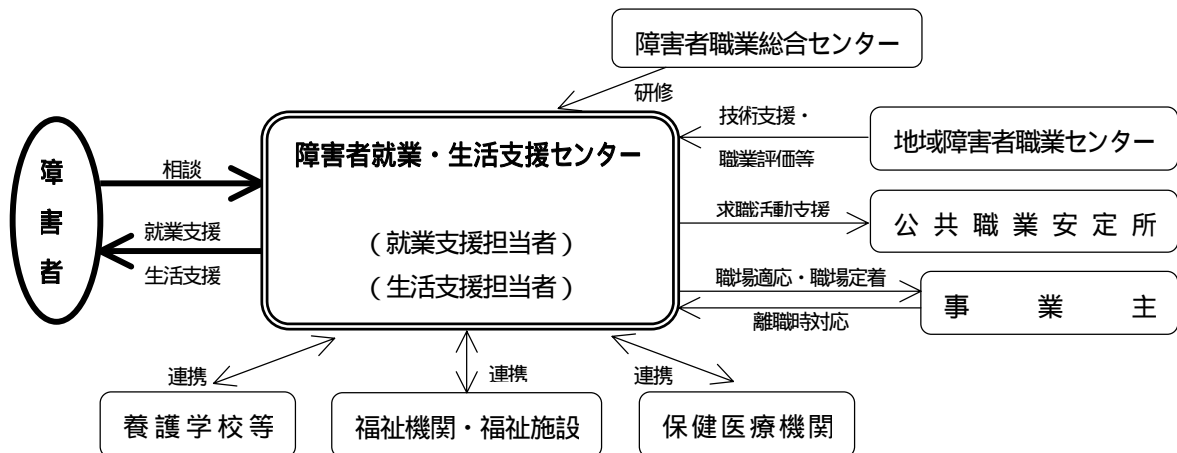 障害者職業総合センター
研修
技術支援・
職業評価等
地域障害者職業センター
障害者就業・生活支援センター
障害者
相談
求職活動支援
公共職業安定所
就業支援
（就業支援担当者）
生活支援
（生活支援担当者）
職場適応・職場定着
事業主
離職時対応
連携
連携
連携
養護学校等
福祉機関・福祉施設
保健医療機関